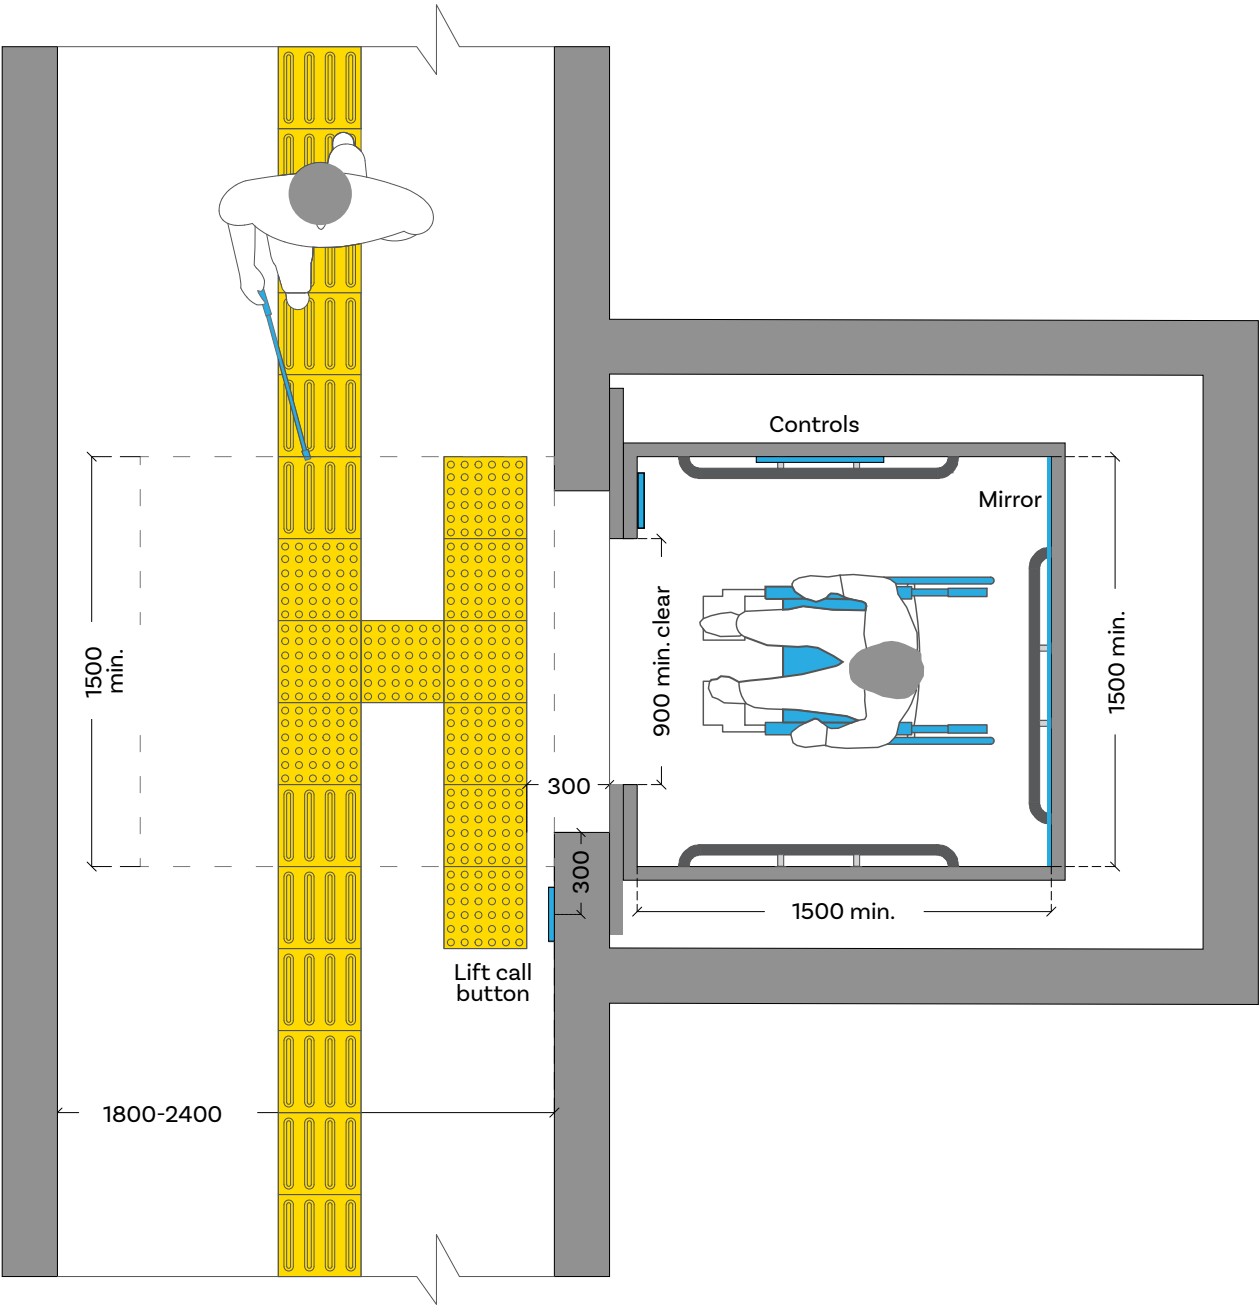 Controls
Mirror
900 min. clear
1500
min.
1500 min.
300
300
1500 min.
Lift call
button
1800-2400